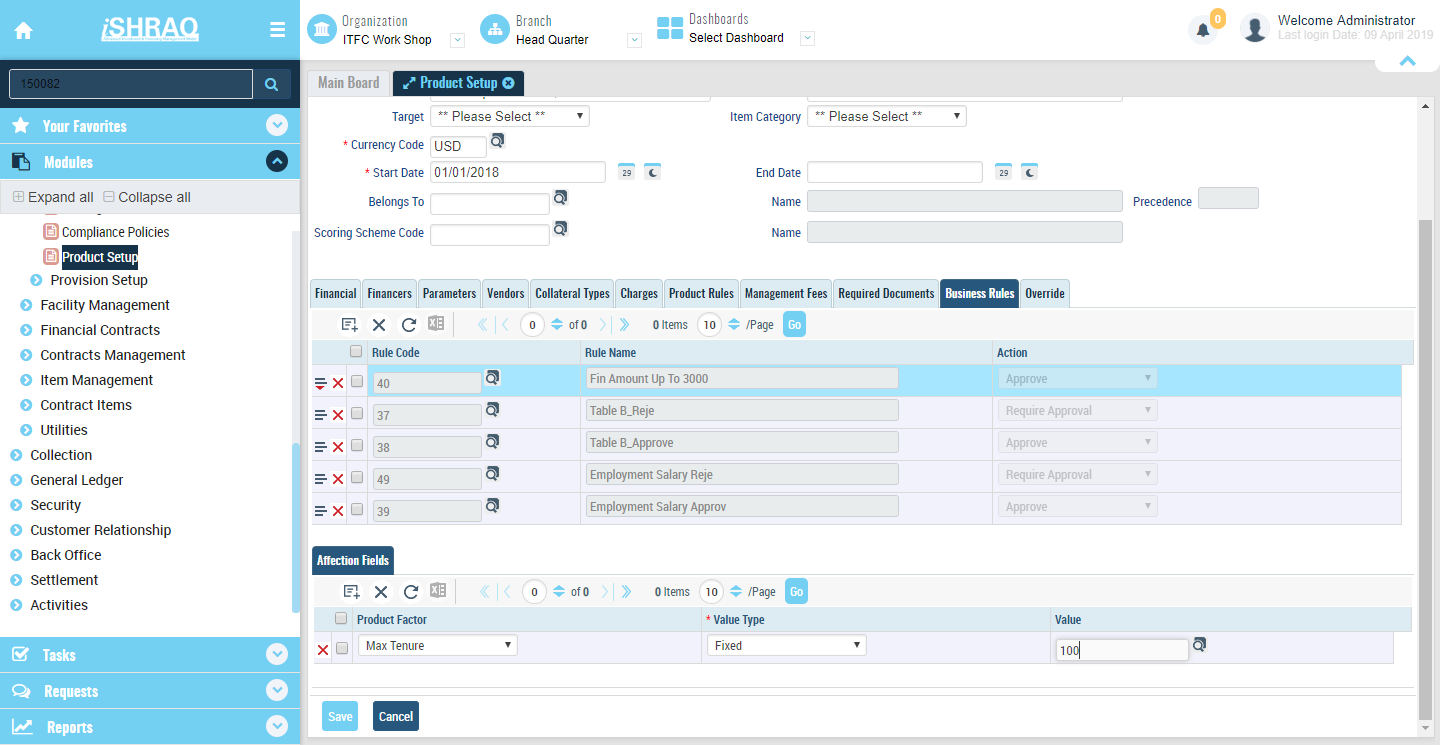 iSHRAQ
Organization
ITFC Work Shop
Branch
Head Quarter
Dashboards
Select Dashboard
0
Welcome Administrator
Last login Date: 09 April 2019
150082
Your Favorites
Modules
Expand all Collapse all
Compliance Policies
Product Setup
Provision Setup
Facility Management
Financial Contracts
Contracts Management
Item Management
Contract Items
Utilities
Collection
General Ledger
Security
Customer Relationship
Back Office
Settlement
Activities
Tasks
Requests
Reports
Main Board Product Setup
Target ** Please Select ** Item Category ** Please Select **
* Currency Code USD
* Start Date 01/01/2018 29 End Date 29
Belongs To Name Precedence
Scoring Scheme Code Name
Financial Financers Parameters Vendors Collateral Types Charges Product Rules Management Fees Required Documents Business Rules Override
0 of 0 0 Items 10 /Page Go
Rule Code Rule Name Action
40 Fin Amount Up To 3000 Approve
37 Table B_Reje Require Approval
38 Table B_Approve Approve
49 Employment Salary Reje Require Approval
39 Employment Salary Approv Approve
Affection Fields
0 of 0 0 Items 10 /Page Go
Product Factor * Value Type Value
Max Tenure Fixed 100
Save Cancel